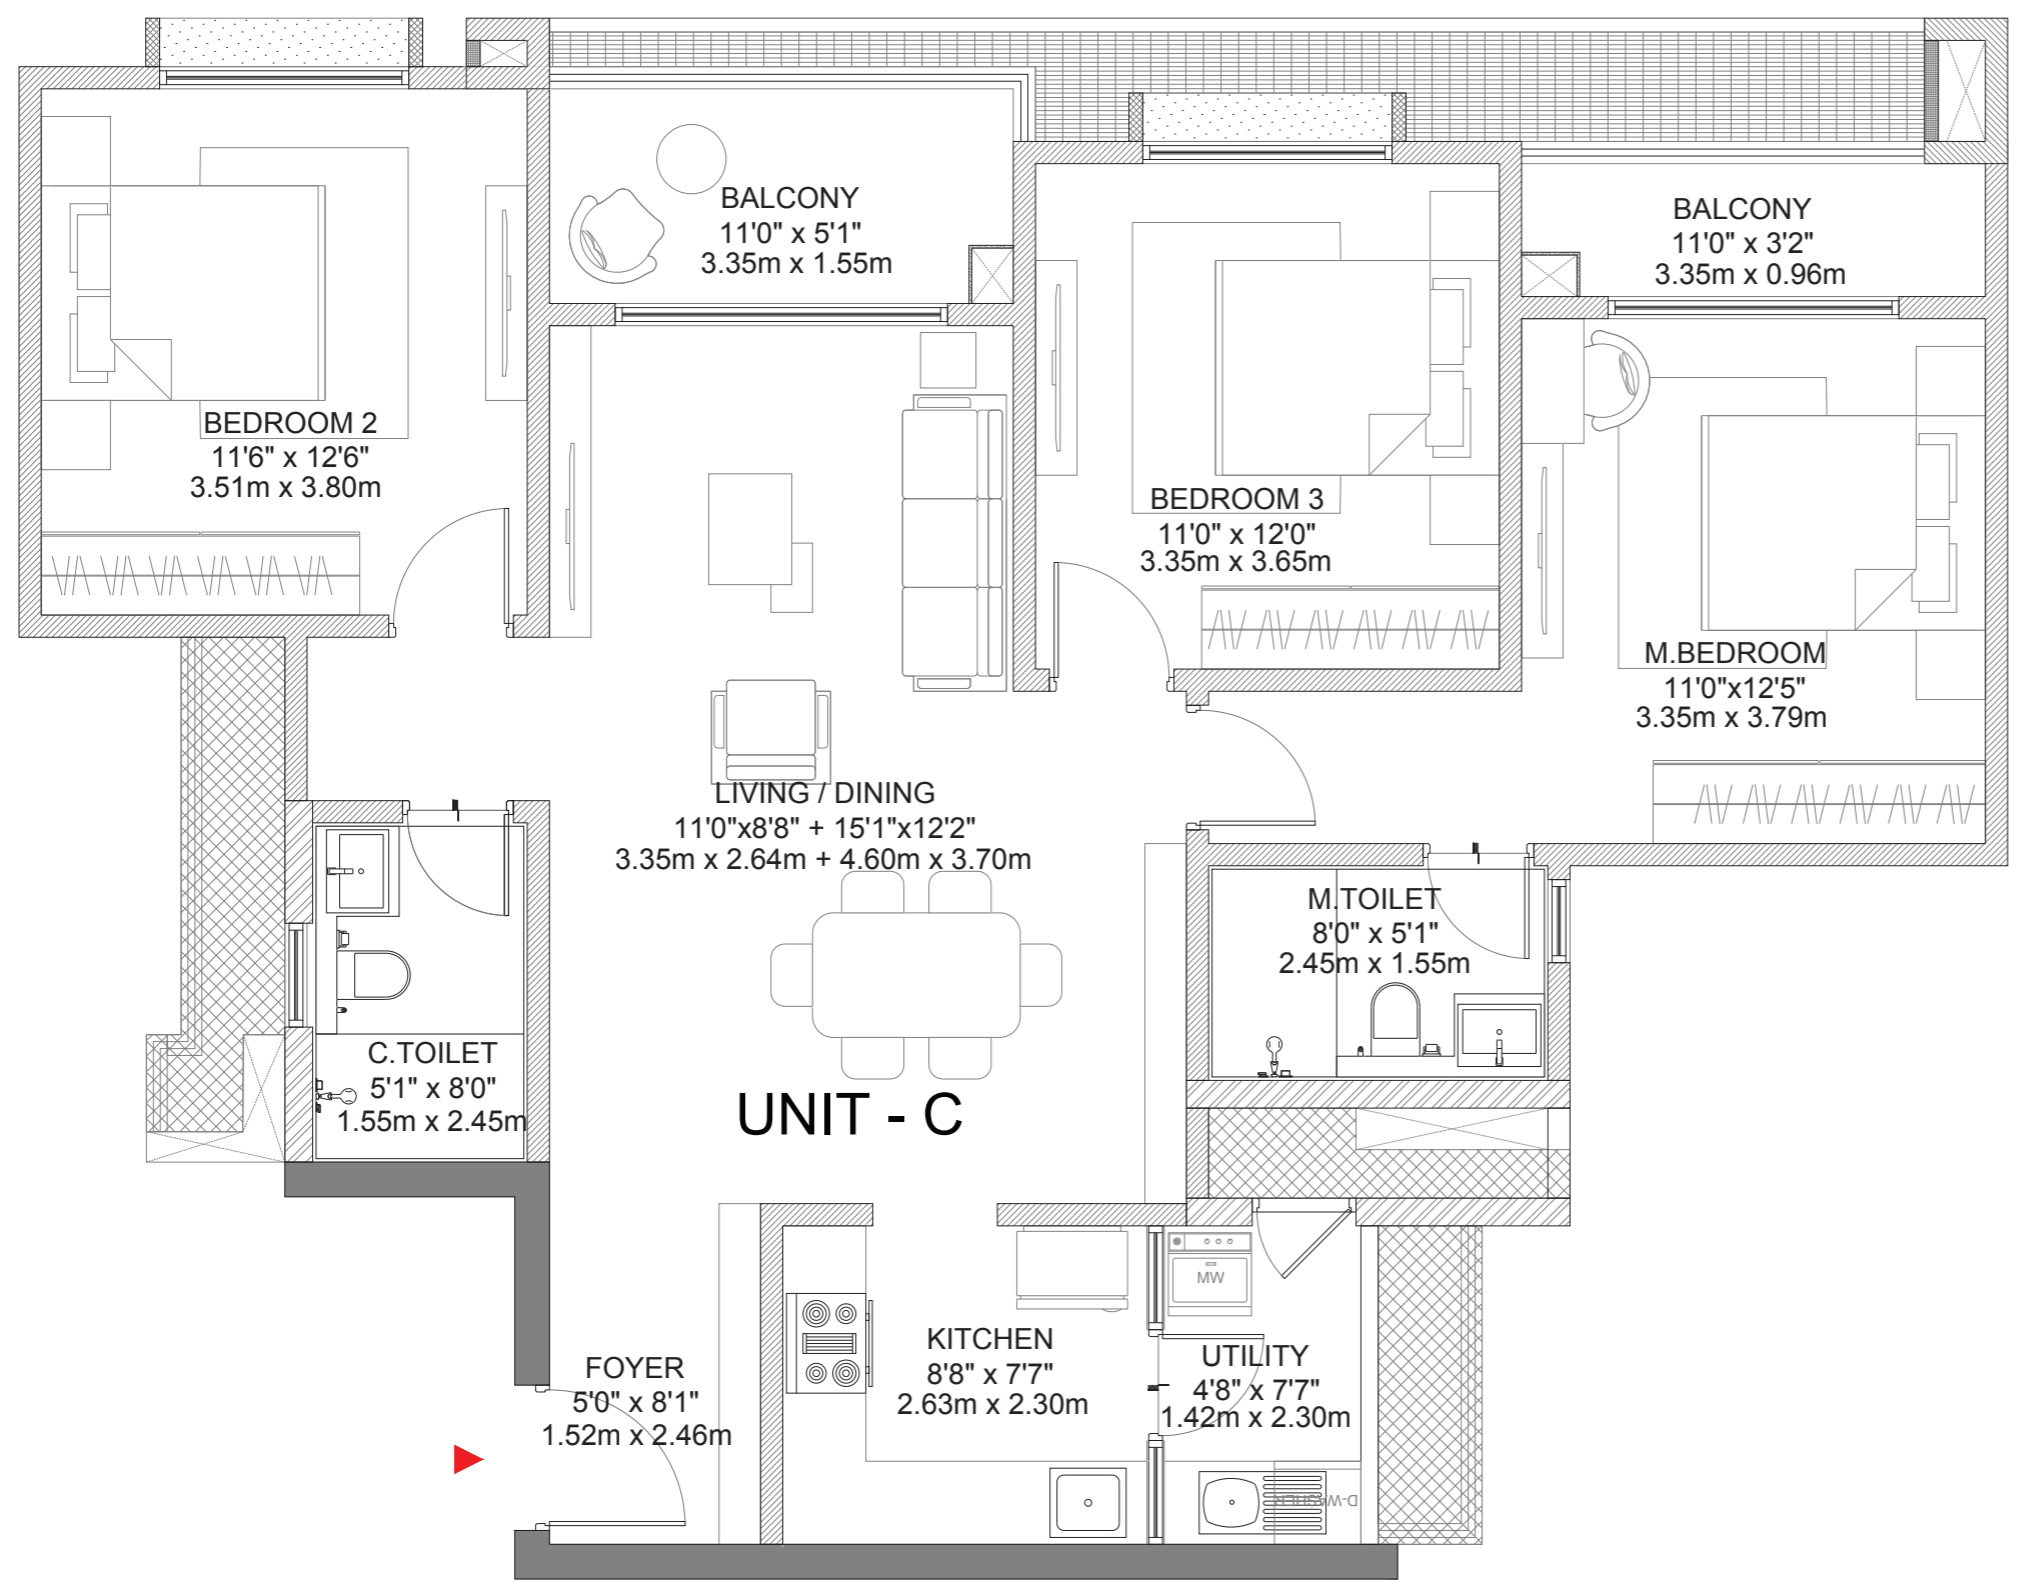 BALCONY
11'0" x 5'1"
3.35m x 1.55m
BALCONY
11'0" x 3'2"
3.35m x 0.96m
BEDROOM 2
11'6" x 12'6"
3.51m x 3.80m
BEDROOM 3
11'0" x 12'0"
3.35m x 3.65m
M.BEDROOM
11'0"x12'5"
3.35m x 3.79m
LIVING / DINING
11'0"x8'8" + 15'1"x12'2"
3.35m x 2.64m + 4.60m x 3.70m
M.TOILET
8'0" x 5'1"
2.45m x 1.55m
C.TOILET
5'1" x 8'0"
1.55m x 2.45m
UNIT - C
MW
KITCHEN
8'8" x 7'7"
2.63m x 2.30m
UTILITY
4'8" x 7'7"
1.42m x 2.30m
FOYER
5'0" x 8'1"
1.52m x 2.46m
D-WASHER